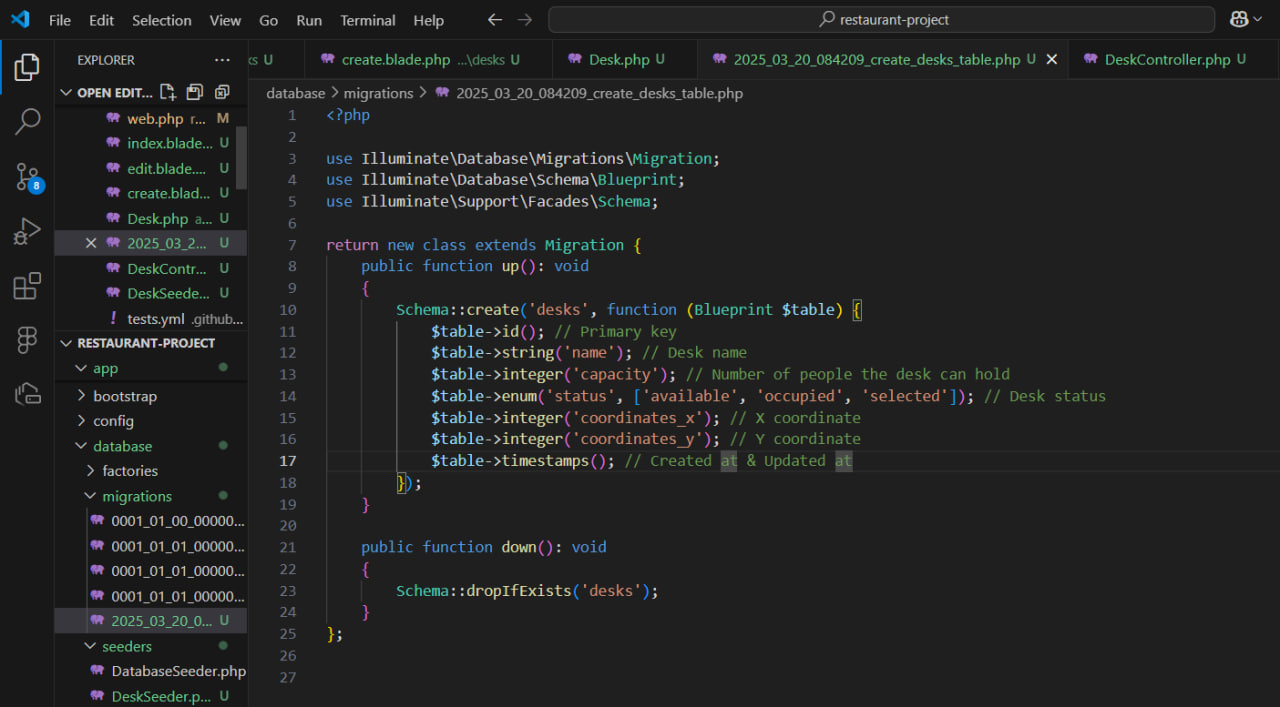 File Edit Selection View Go Run Terminal Help
restaurant-project
EXPLORER
ks U
create.blade.php ...\desks U
Desk.php U
2025_03_20_084209_create_desks_table.php U
DeskController.php U
OPEN EDIT...
web.php r... M
index.blade... U
edit.blade.... U
create.blad... U
Desk.php a... U
2025_03_2... U
DeskContr... U
DeskSeede... U
! tests.yml .github...
8
RESTAURANT-PROJECT
app
bootstrap
config
database
factories
migrations
0001_01_00_00000...
0001_01_01_00000...
0001_01_01_00000...
0001_01_01_00000...
2025_03_20_0... U
seeders
DatabaseSeeder.php
DeskSeeder.p... U
database > migrations > 2025_03_20_084209_create_desks_table.php
1 <?php
2
3 use Illuminate\Database\Migrations\Migration;
4 use Illuminate\Database\Schema\Blueprint;
5 use Illuminate\Support\Facades\Schema;
6
7 return new class extends Migration {
8 public function up(): void
9 {
10 Schema::create('desks', function (Blueprint $table) {
11 $table->id(); // Primary key
12 $table->string('name'); // Desk name
13 $table->integer('capacity'); // Number of people the desk can hold
14 $table->enum('status', ['available', 'occupied', 'selected']); // Desk status
15 $table->integer('coordinates_x'); // X coordinate
16 $table->integer('coordinates_y'); // Y coordinate
17 $table->timestamps(); // Created at & Updated at
18 });
19 }
20
21 public function down(): void
22 {
23 Schema::dropIfExists('desks');
24 }
25 };
26
27